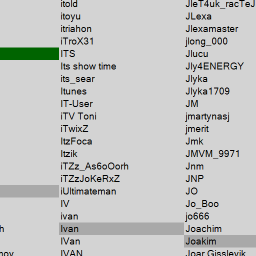 itold
itoyu
itriahon
iTroX31
ITS
Its show time
its_sear
Itunes
IT-User
iTV Toni
iTwixZ
ItzFoca
Itzik
iTZz_As6oOorh
iTZzJoKeRxZ
iUltimateman
IV
ivan
Ivan
IVan
IVAN
JleT4uk_racTeJ
JLexa
Jlexamaster
jlong_000
Jlucu
Jly4ENERGY
Jlyka
Jlyka1709
JM
jmartynasj
jmerit
Jmk
JMVM_9971
Jnm
JNP
JO
Jo_Boo
jo666
Joachim
Joakim
Joar Gisslevik